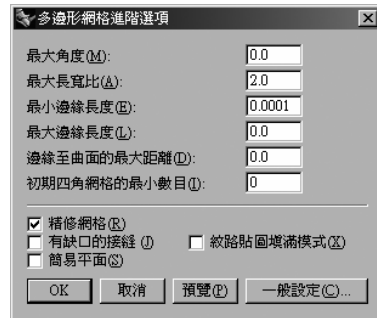 多邊形網格進階選項
最大角度(M): 0.0
最大長寬比(A): 2.0
最小邊緣長度(E): 0.0001
最大邊緣長度(L): 0.0
邊緣至曲面的最大距離(D): 0.0
初期四角網格的最小數目(I): 0
精修網格(R)
有缺口的接縫 (J) 紋路貼圖填滿模式(X)
簡易平面(S)
OK 取消 預覽(P) 一般設定(C)...